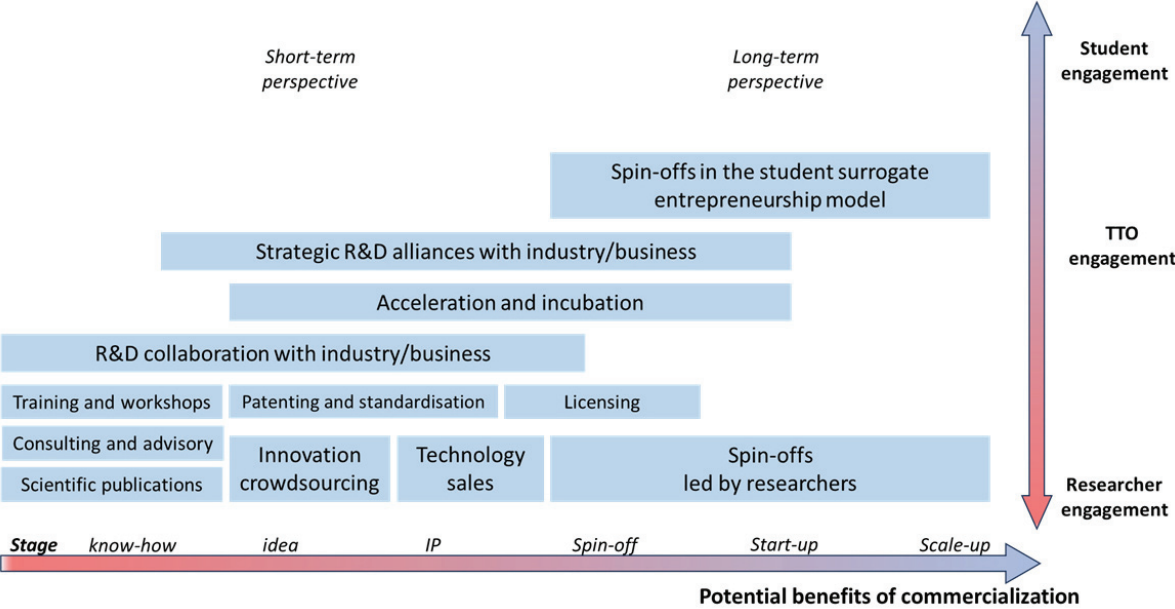 Short-term
perspective
Long-term
perspective
Student
engagement
Spin-offs in the student surrogate
entrepreneurship model
Strategic R&D alliances with industry/business
TTO
engagement
Acceleration and incubation
R&D collaboration with industry/business
Training and workshops
Patenting and standardisation
Licensing
Consulting and advisory
Scientific publications
Innovation
crowdsourcing
Technology
sales
Spin-offs
led by researchers
Researcher
engagement
Stage know-how idea IP Spin-off Start-up Scale-up
Potential benefits of commercialization